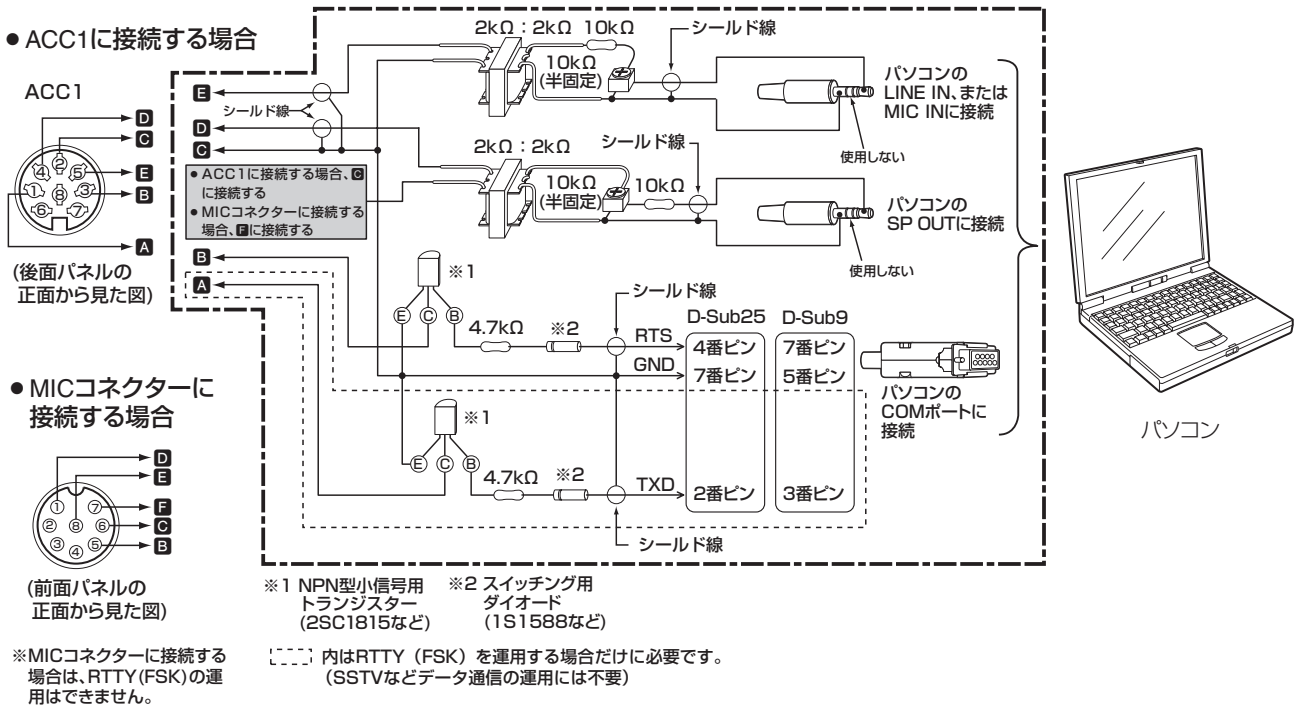 ● ACC1に接続する場合
ACC1
D
C
E
B
A
④ ② ⑤
① ⑧ ③
⑥ ⑦
(後面パネルの
正面から見た図)
● MICコネクターに
接続する場合
D
E
F
C
B
① ⑦
② ⑧ ⑥
③ ④ ⑤
(前面パネルの
正面から見た図)
※MICコネクターに接続する
場合は、RTTY(FSK)の運
用はできません。
E
シールド線
D
C
● ACC1に接続する場合、C
に接続する
● MICコネクターに接続する
場合、Fに接続する
B
A
2kΩ：2kΩ 10kΩ
10kΩ
(半固定)
シールド線
パソコンの
LINE IN、または
MIC INに接続
使用しない
2kΩ：2kΩ
シールド線
10kΩ
(半固定)
10kΩ
パソコンの
SP OUTに接続
使用しない
※1
Ⓔ Ⓒ Ⓑ
4.7kΩ
※2
シールド線
RTS
GND
D-Sub25
D-Sub9
4番ピン
7番ピン
7番ピン
5番ピン
パソコンの
COMポートに
接続
※1
Ⓔ Ⓒ Ⓑ
4.7kΩ
※2
TXD
2番ピン
3番ピン
シールド線
パソコン
※1 NPN型小信号用
トランジスター
(2SC1815など)
※2 スイッチング用
ダイオード
(1S1588など)
内はRTTY（FSK）を運用する場合だけに必要です。
（SSTVなどデータ通信の運用には不要）